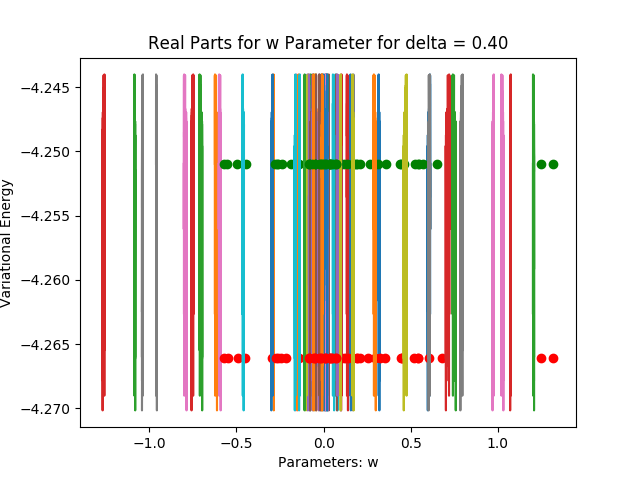 Real Parts for w Parameter for delta = 0.40
Variational Energy
−4.245
−4.250
−4.255
−4.260
−4.265
−4.270
−1.0 −0.5 0.0 0.5 1.0
Parameters: w